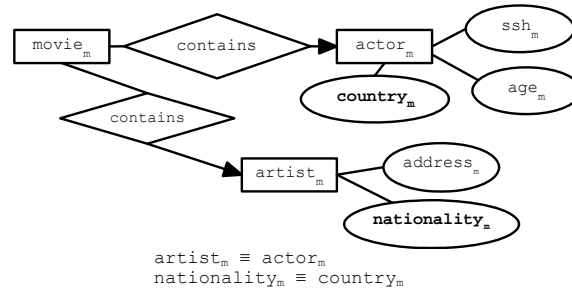 movieₘ
contains
actorₘ
sshₘ
countryₘ
ageₘ
contains
artistₘ
addressₘ
nationalityₘ
artistₘ ≡ actorₘ
nationalityₘ ≡ countryₘ